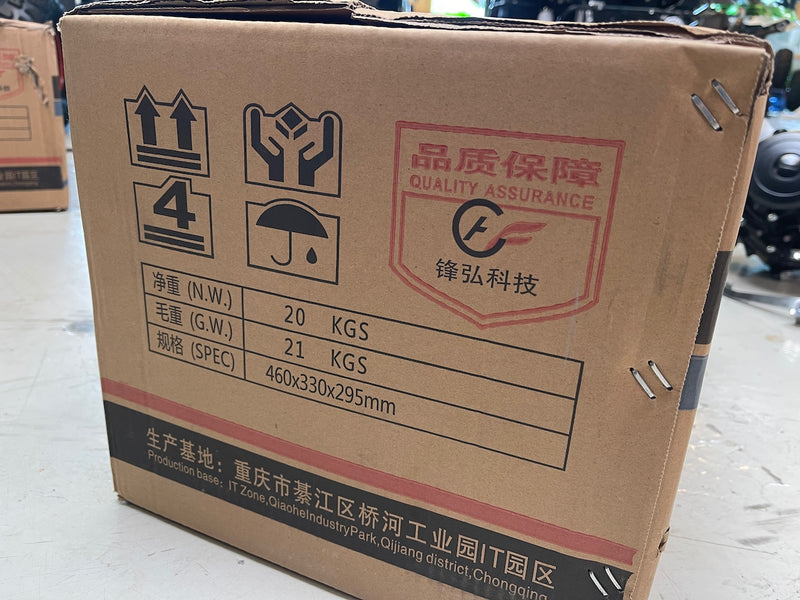 4
品质保障
QUALITY ASSURANCE
锋弘科技
净重 (N.W.) 20 KGS
毛重 (G.W.) 21 KGS
规格 (SPEC) 460x330x295mm
生产基地：重庆市綦江区桥河工业园IT园区
Production base: IT Zone,QiaoheIndustryPark,Qijiang district,Chongqing